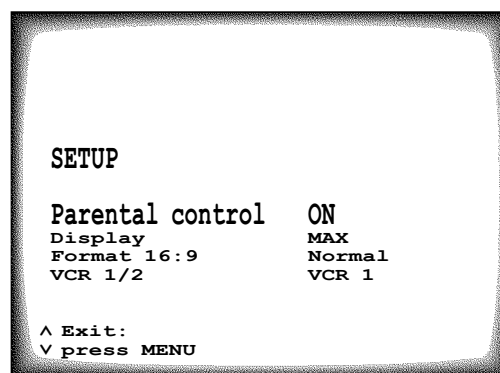 SETUP
Parental control ON
Display MAX
Format 16:9 Normal
VCR 1/2 VCR 1
∧ Exit:
∨ press MENU